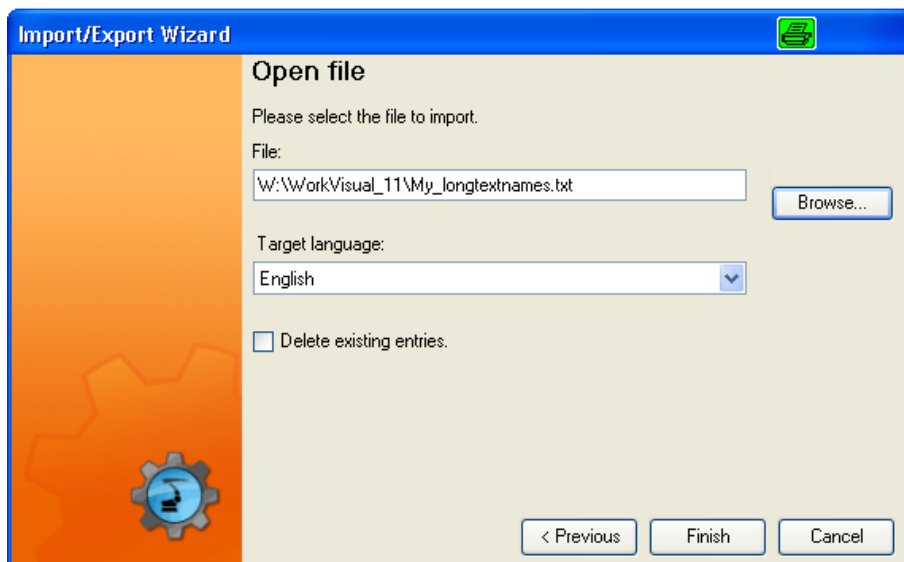 Import/Export Wizard
Open file
Please select the file to import.
File:
W:\WorkVisual_11\My_longtextnames.txt
Browse...
Target language:
English
Delete existing entries.
< Previous
Finish
Cancel